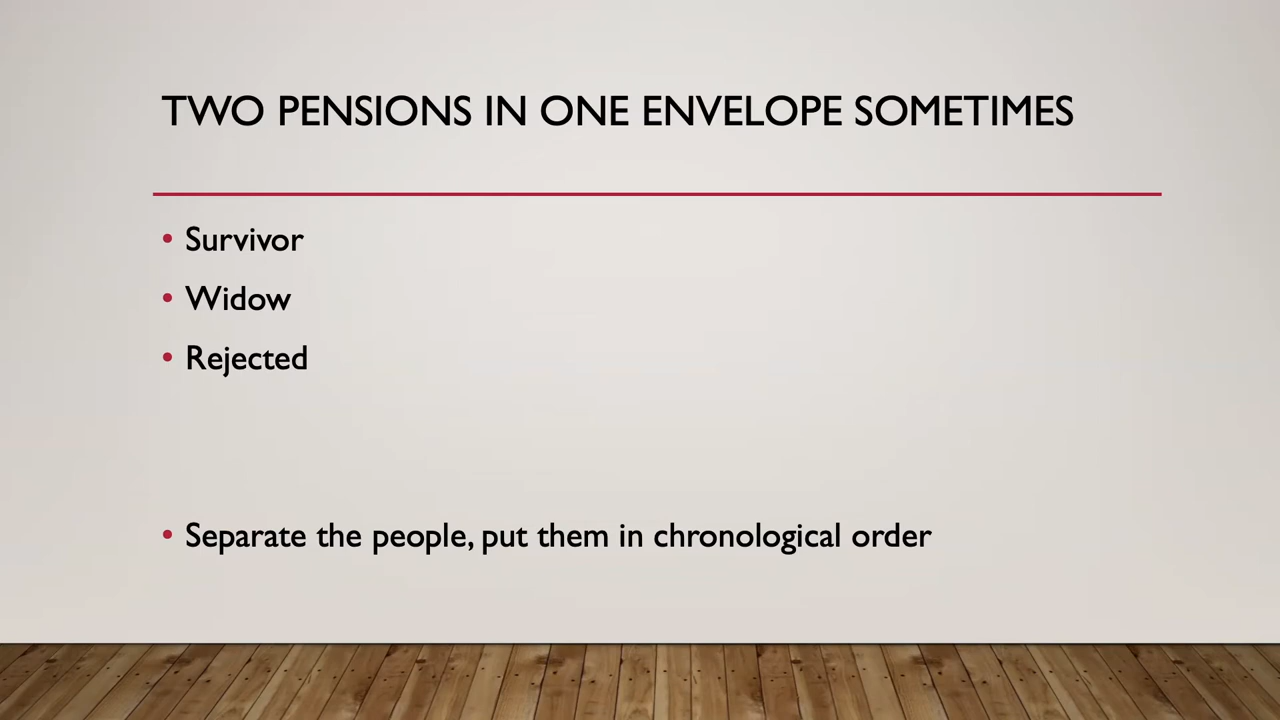 TWO PENSIONS IN ONE ENVELOPE SOMETIMES
• Survivor
• Widow
• Rejected
• Separate the people, put them in chronological order